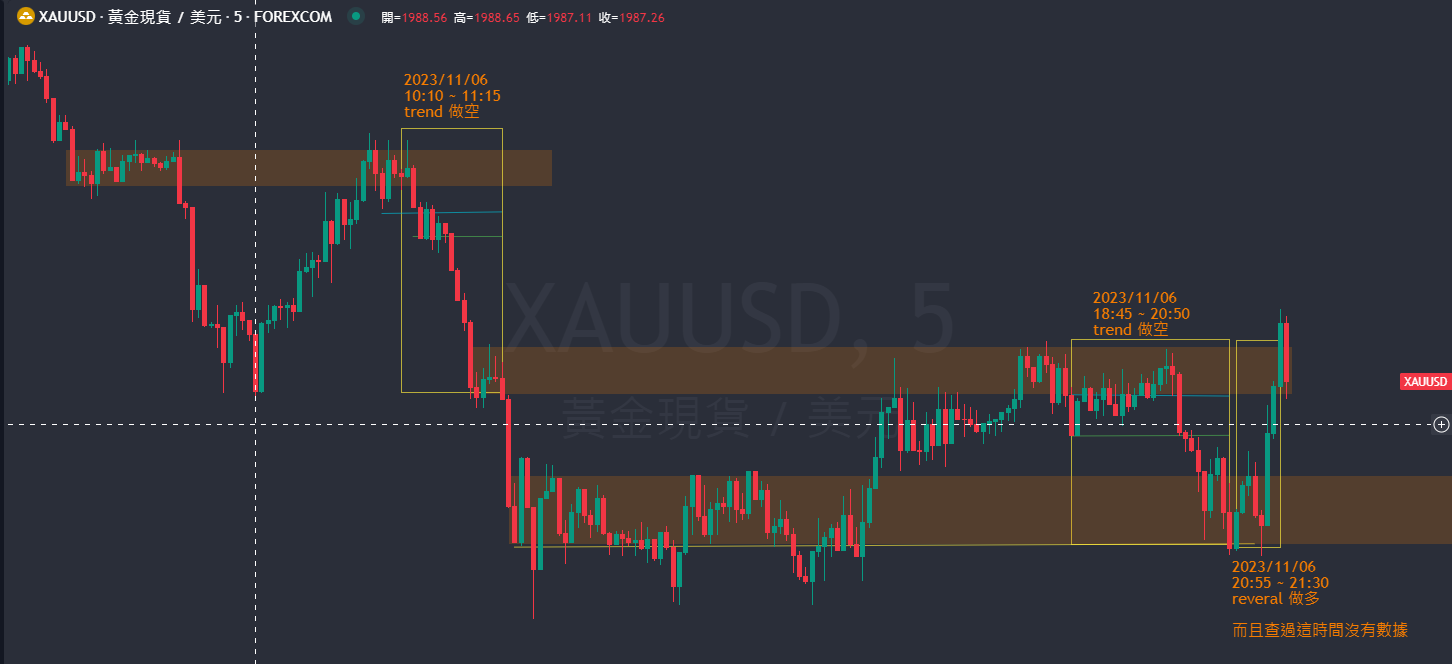 XAUUSD · 黃金現貨 / 美元 · 5 · FOREXCOM 開=1988.56 高=1988.65 低=1987.11 收=1987.26
2023/11/06
10:10 ~ 11:15
trend 做空
XAUUSD, 5
黃金現貨 / 美元
2023/11/06
18:45 ~ 20:50
trend 做空
XAUUSD
2023/11/06
20:55 ~ 21:30
reveral 做多
而且查過這時間沒有數據